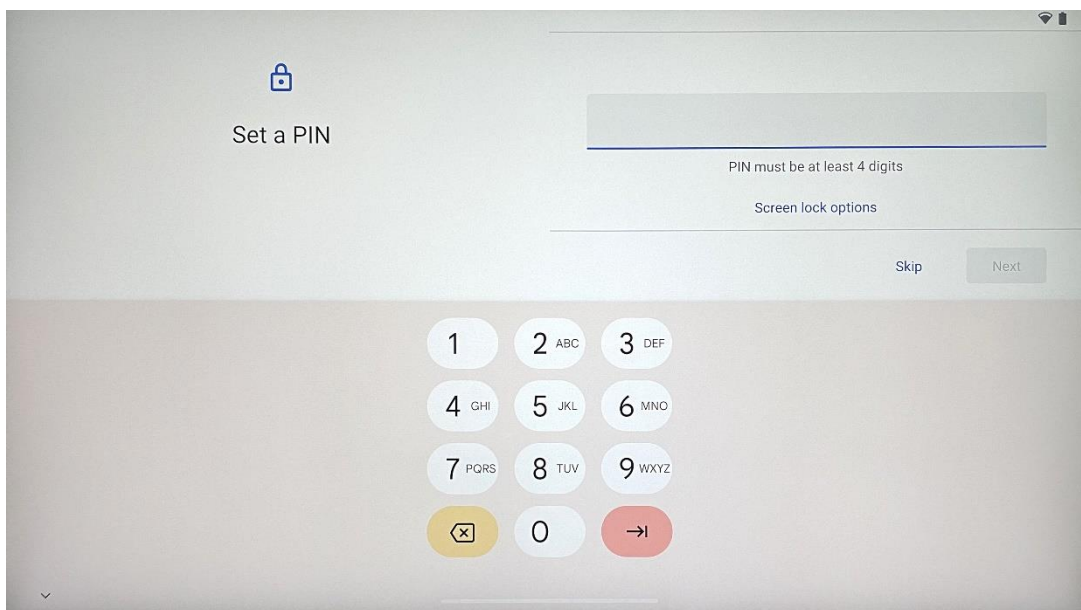 Set a PIN
PIN must be at least 4 digits
Screen lock options
Skip
Next
1
2 ABC
3 DEF
4 GHI
5 JKL
6 MNO
7 PQRS
8 TUV
9 WXYZ
0